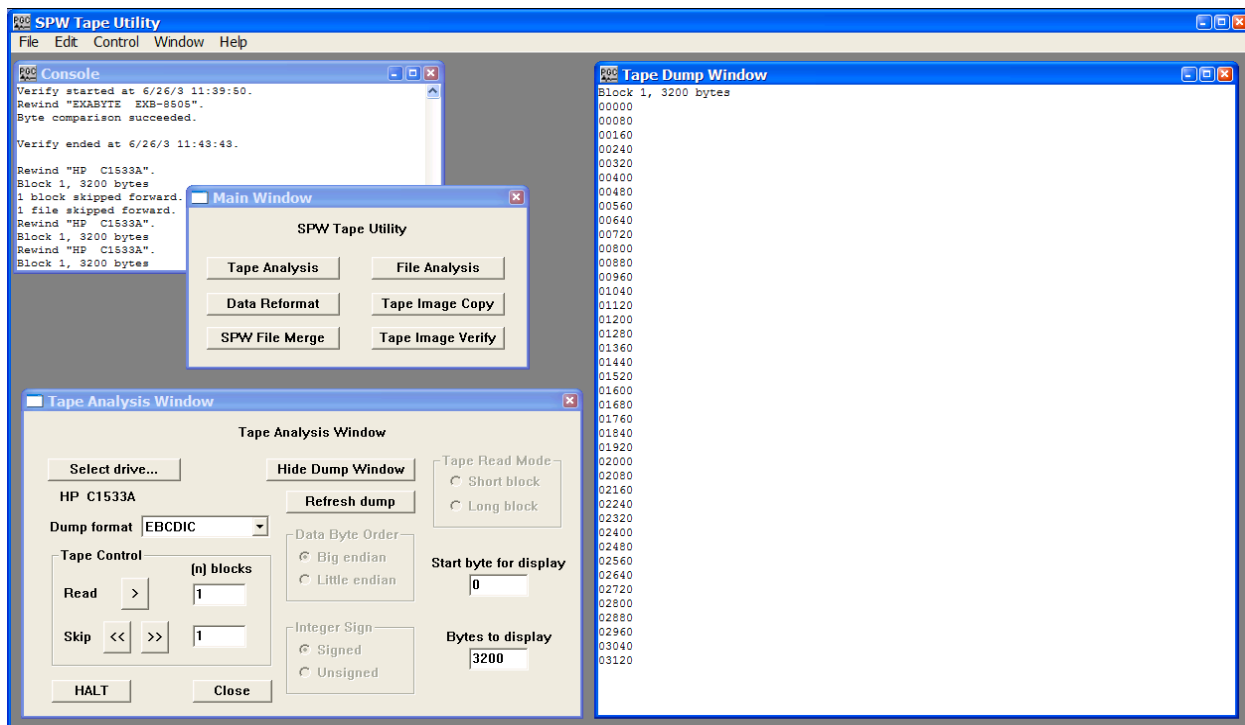 SPW Tape Utility
File Edit Control Window Help
Console
Verify started at 6/26/3 11:39:50.
Rewind "EXABYTE EXB-8505".
Byte comparison succeeded.
Verify ended at 6/26/3 11:43:43.
Rewind "HP C1533A".
Block 1, 3200 bytes
1 block skipped forward.
1 file skipped forward.
Rewind "HP C1533A".
Block 1, 3200 bytes
Rewind "HP C1533A".
Block 1, 3200 bytes
Main Window
SPW Tape Utility
Tape Analysis File Analysis
Data Reformat Tape Image Copy
SPW File Merge Tape Image Verify
Tape Analysis Window
Tape Analysis Window
Select drive... Hide Dump Window
HP C1533A
Refresh dump
Dump format EBCDIC
Tape Control
(n) blocks
Read > 1
Skip << >> 1
HALT Close
Data Byte Order
Big endian
Little endian
Integer Sign
Signed
Unsigned
Tape Read Mode
Short block
Long block
Start byte for display
0
Bytes to display
3200
Tape Dump Window
Block 1, 3200 bytes
00000
00080
00160
00240
00320
00400
00480
00560
00640
00720
00800
00880
00960
01040
01120
01200
01280
01360
01440
01520
01600
01680
01760
01840
01920
02000
02080
02160
02240
02320
02400
02480
02560
02640
02720
02800
02880
02960
03040
03120